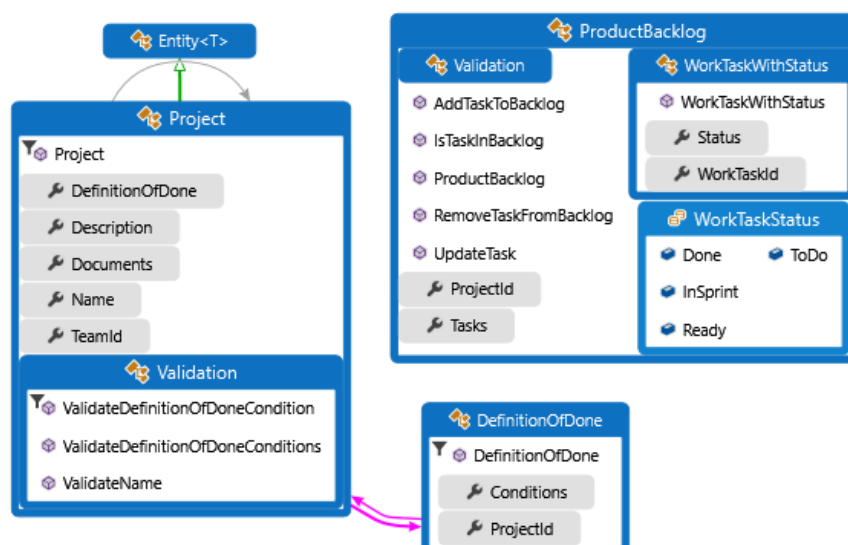 Entity<T>
Project
Project
DefinitionOfDone
Description
Documents
Name
TeamId
Validation
ValidateDefinitionOfDoneCondition
ValidateDefinitionOfDoneConditions
ValidateName
ProductBacklog
Validation
AddTaskToBacklog
IsTaskInBacklog
ProductBacklog
RemoveTaskFromBacklog
UpdateTask
ProjectId
Tasks
WorkTaskWithStatus
WorkTaskWithStatus
Status
WorkTaskId
WorkTaskStatus
Done ToDo
InSprint
Ready
DefinitionOfDone
DefinitionOfDone
Conditions
ProjectId